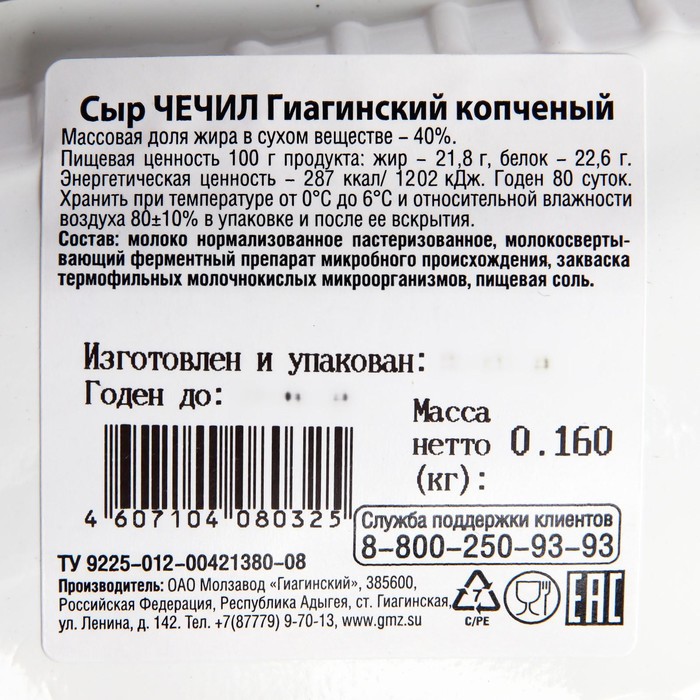 Сыр ЧЕЧИЛ Гиагинский копченый
Массовая доля жира в сухом веществе – 40%.
Пищевая ценность 100 г продукта: жир – 21,8 г, белок – 22,6 г.
Энергетическая ценность – 287 ккал/ 1202 кДж. Годен 80 суток.
Хранить при температуре от 0°С до 6°С и относительной влажности
воздуха 80±10% в упаковке и после ее вскрытия.
Состав: молоко нормализованное пастеризованное, молокосверты-
вающий ферментный препарат микробного происхождения, закваска
термофильных молочнокислых микроорганизмов, пищевая соль.
Изготовлен и упакован:
Годен до:
Масса
нетто 0.160
(кг):
4 607104 080325
Служба поддержки клиентов
8-800-250-93-93
ТУ 9225-012-00421380-08
Производитель: ОАО Молзавод «Гиагинский», 385600,
Российская Федерация, Республика Адыгея, ст. Гиагинская,
ул. Ленина, д. 142. Тел. +7(87779) 9-70-13, www.gmz.su
7
C/PE
EAC